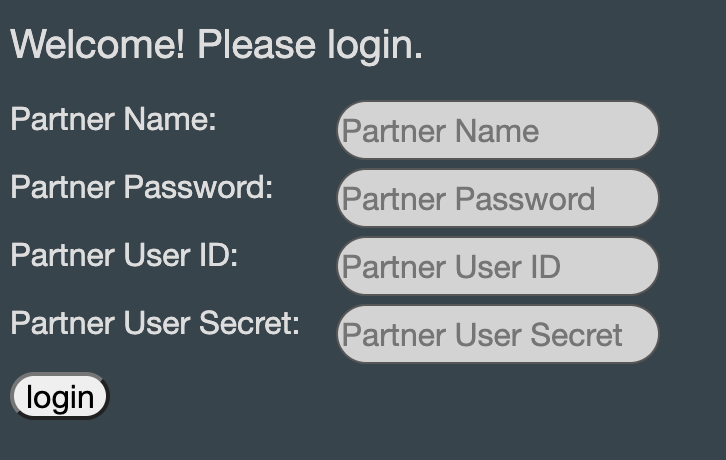 Welcome! Please login.
Partner Name: Partner Name
Partner Password: Partner Password
Partner User ID: Partner User ID
Partner User Secret: Partner User Secret
login